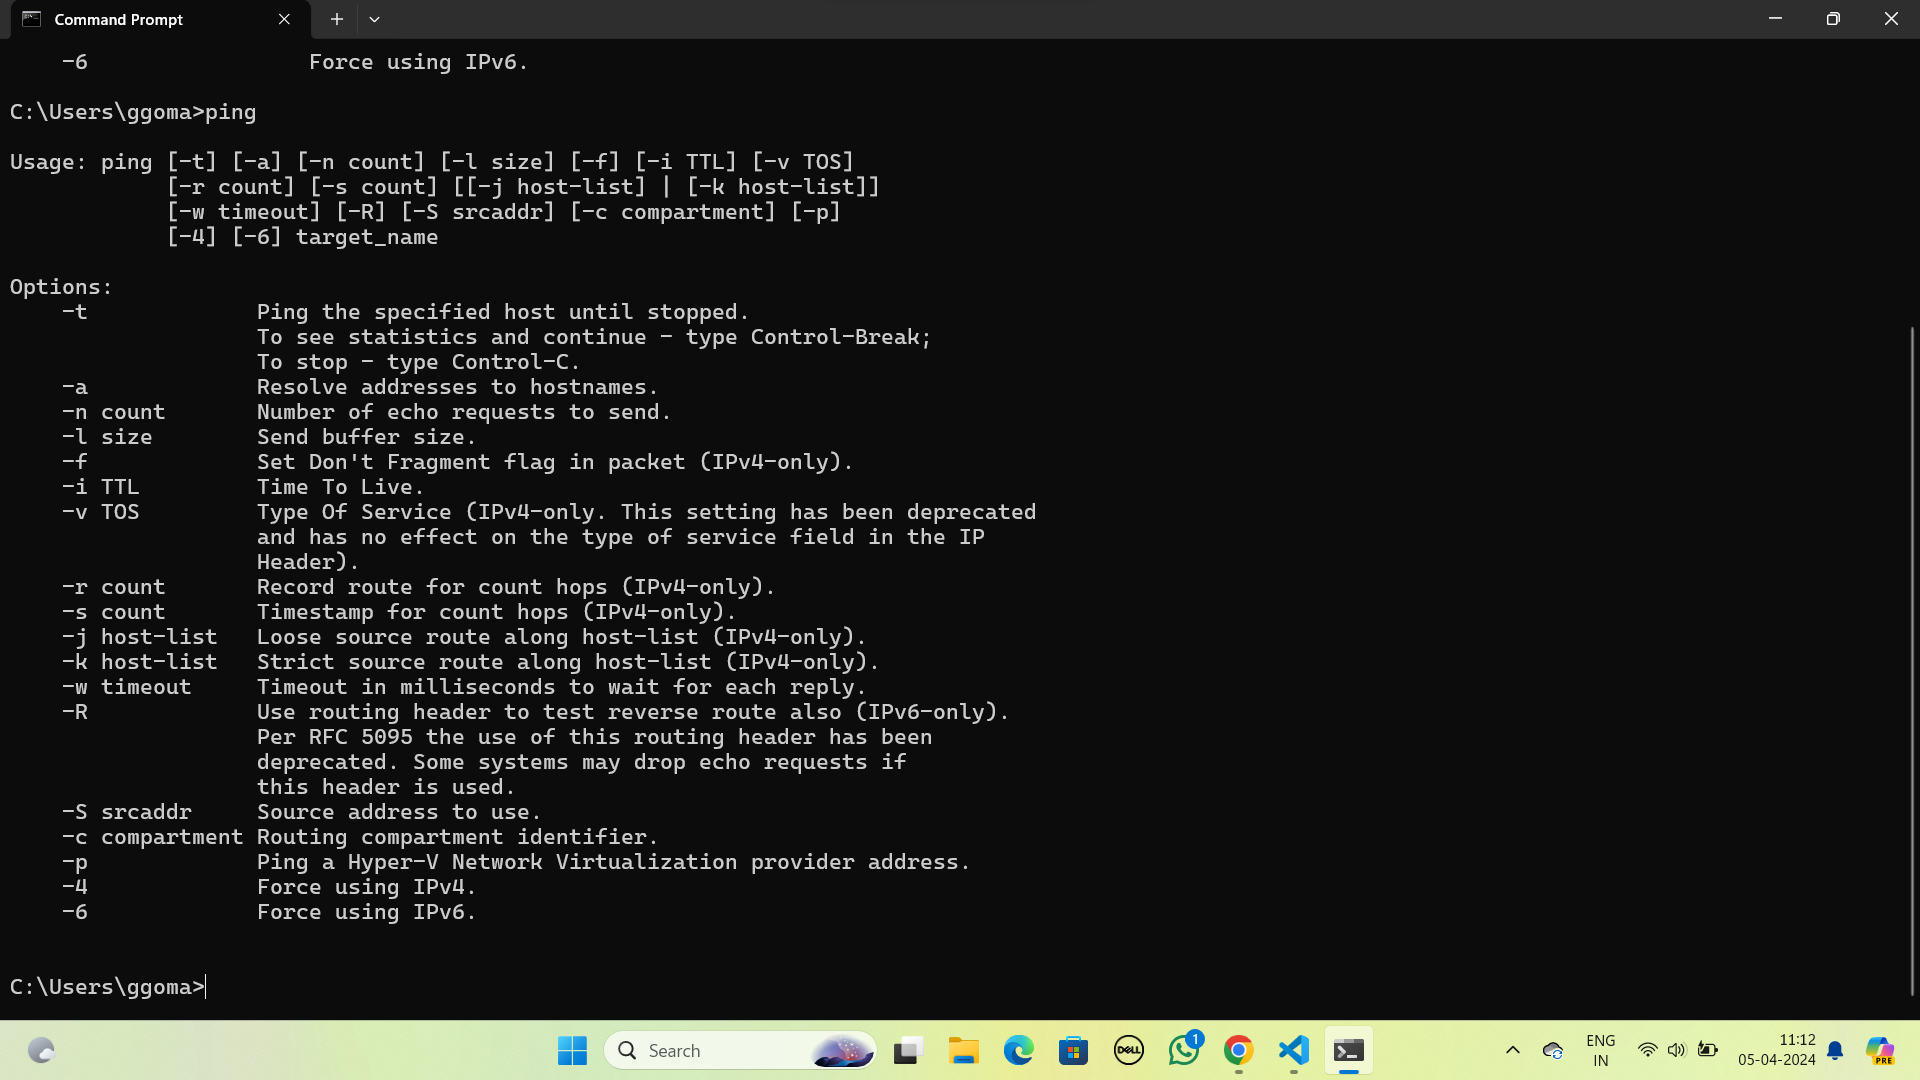 Command Prompt
-6 Force using IPv6.
C:\Users\ggoma>ping
Usage: ping [-t] [-a] [-n count] [-l size] [-f] [-i TTL] [-v TOS]
[-r count] [-s count] [[-j host-list] | [-k host-list]]
[-w timeout] [-R] [-S srcaddr] [-c compartment] [-p]
[-4] [-6] target_name
Options:
-t Ping the specified host until stopped.
To see statistics and continue - type Control-Break;
To stop - type Control-C.
-a Resolve addresses to hostnames.
-n count Number of echo requests to send.
-l size Send buffer size.
-f Set Don't Fragment flag in packet (IPv4-only).
-i TTL Time To Live.
-v TOS Type Of Service (IPv4-only. This setting has been deprecated
and has no effect on the type of service field in the IP
Header).
-r count Record route for count hops (IPv4-only).
-s count Timestamp for count hops (IPv4-only).
-j host-list Loose source route along host-list (IPv4-only).
-k host-list Strict source route along host-list (IPv4-only).
-w timeout Timeout in milliseconds to wait for each reply.
-R Use routing header to test reverse route also (IPv6-only).
Per RFC 5095 the use of this routing header has been
deprecated. Some systems may drop echo requests if
this header is used.
-S srcaddr Source address to use.
-c compartment Routing compartment identifier.
-p Ping a Hyper-V Network Virtualization provider address.
-4 Force using IPv4.
-6 Force using IPv6.
C:\Users\ggoma>
Search
DELL
1
ENG
IN
11:12
05-04-2024
PRE